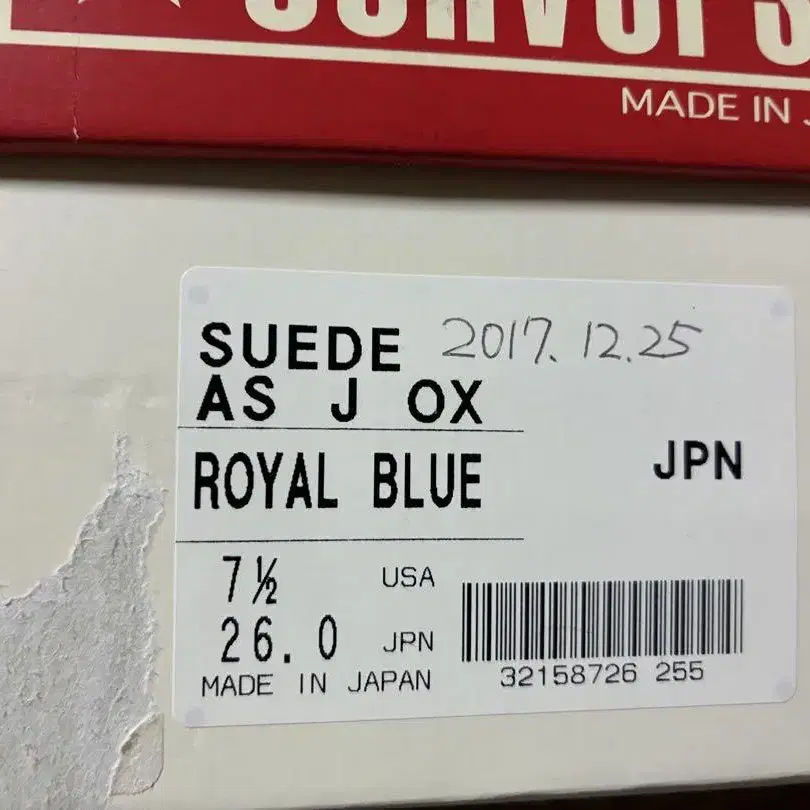 MADE IN
SUEDE 2017.12.25
AS J OX
ROYAL BLUE
JPN
7½ USA
26.0 JPN
MADE IN JAPAN
32158726 255